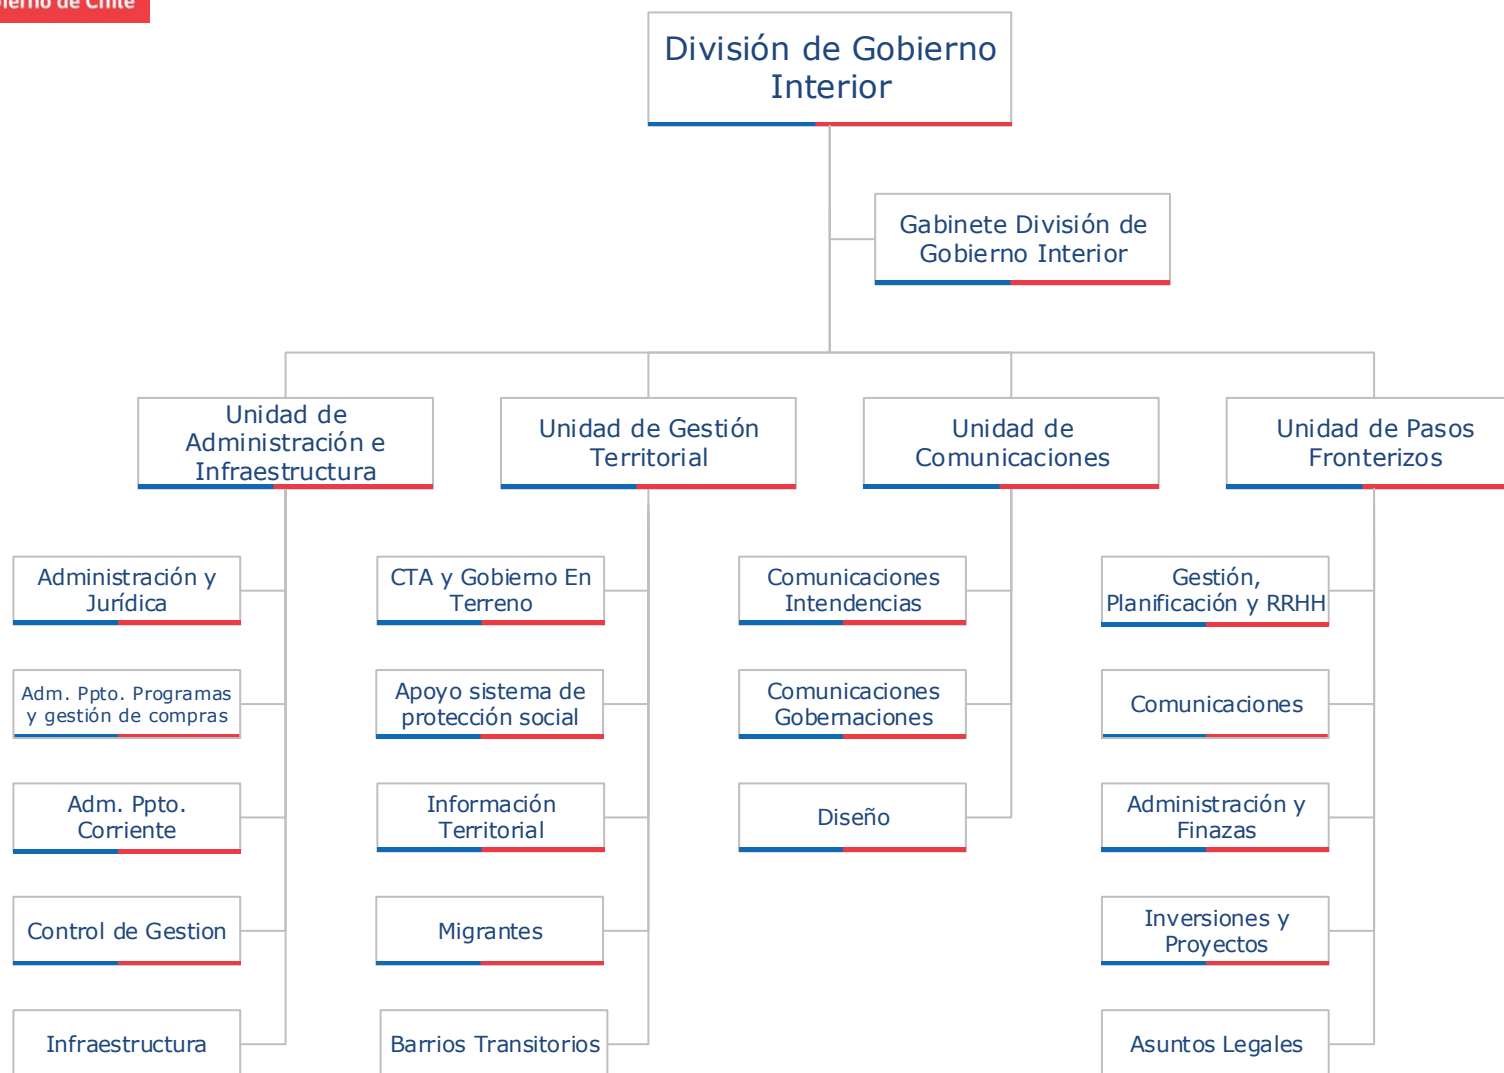 de Chile
División de Gobierno
Interior
Gabinete División de
Gobierno Interior
Unidad de
Administración e
Infraestructura
Unidad de Gestión
Territorial
Unidad de
Comunicaciones
Unidad de Pasos
Fronterizos
Administración y
Jurídica
Adm. Ppto. Programas
y gestión de compras
Adm. Ppto.
Corriente
Control de Gestion
Infraestructura
CTA y Gobierno En
Terreno
Apoyo sistema de
protección social
Información
Territorial
Migrantes
Barrios Transitorios
Comunicaciones
Intendencias
Comunicaciones
Gobernaciones
Diseño
Gestión,
Planificación y RRHH
Comunicaciones
Administración y
Finazas
Inversiones y
Proyectos
Asuntos Legales